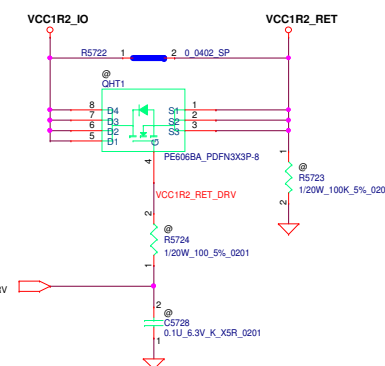 VCC1R2_IO VCC1R2_RET
R5722 1 2 0_0402_SP
@
QHT1
8 D4 S1 1
7 D3 S2 2
6 D2 S3 3
5 D1 G
4 PE606BA_PDFN3X3P-8
1 @
R5723
2 1/20W_100K_5%_020
VCC1R2_RET_DRV
2 @
R5724
1 1/20W_100_5%_0201
RV
2 @
C5728
1 0.1U_6.3V_K_X5R_0201